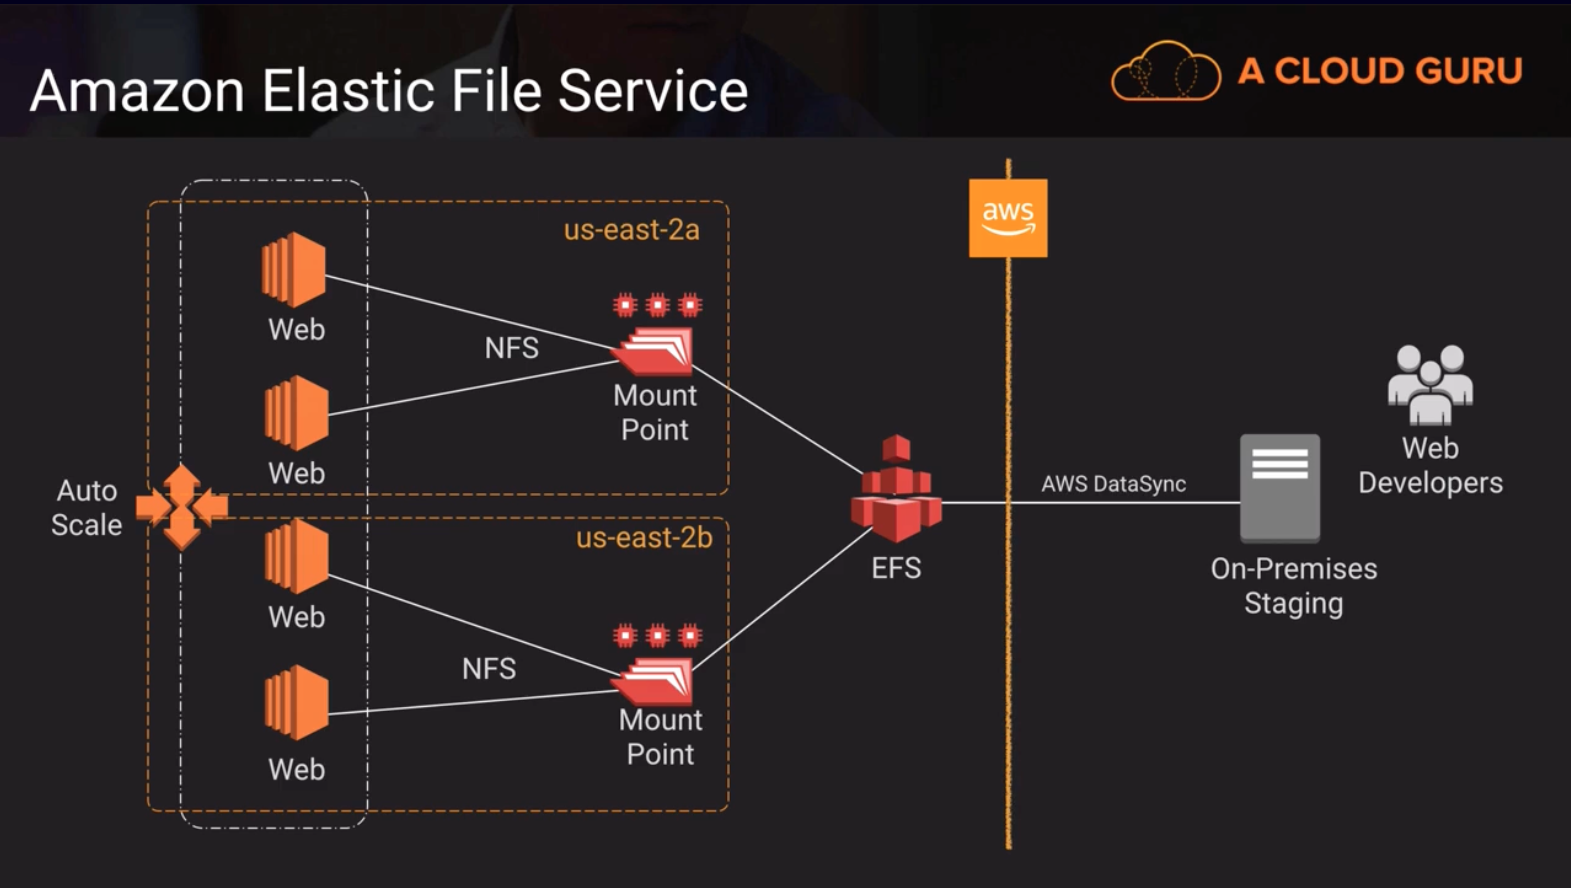 Amazon Elastic File Service
A CLOUD GURU
us-east-2a
aws
Web
NFS
Mount
Point
Web
Web
Developers
Auto
Scale
AWS DataSync
us-east-2b
EFS
On-Premises
Staging
Web
NFS
Mount
Point
Web